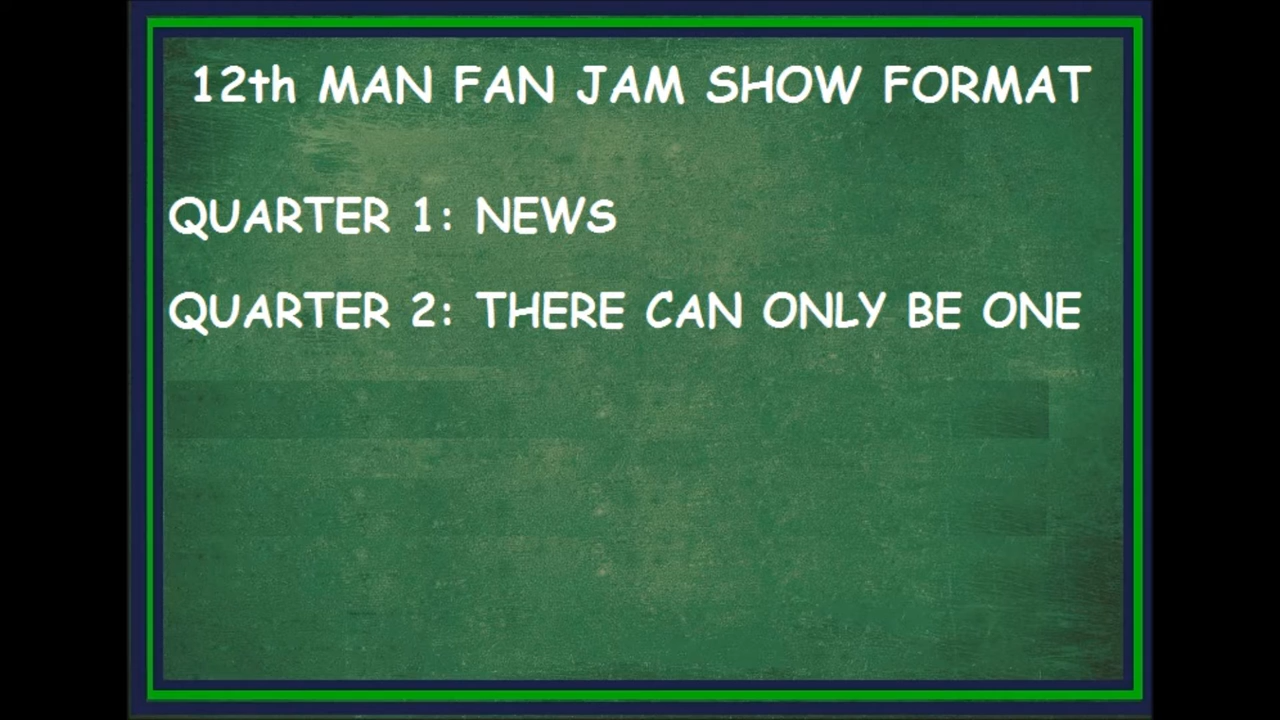 12th MAN FAN JAM SHOW FORMAT
QUARTER 1: NEWS
QUARTER 2: THERE CAN ONLY BE ONE